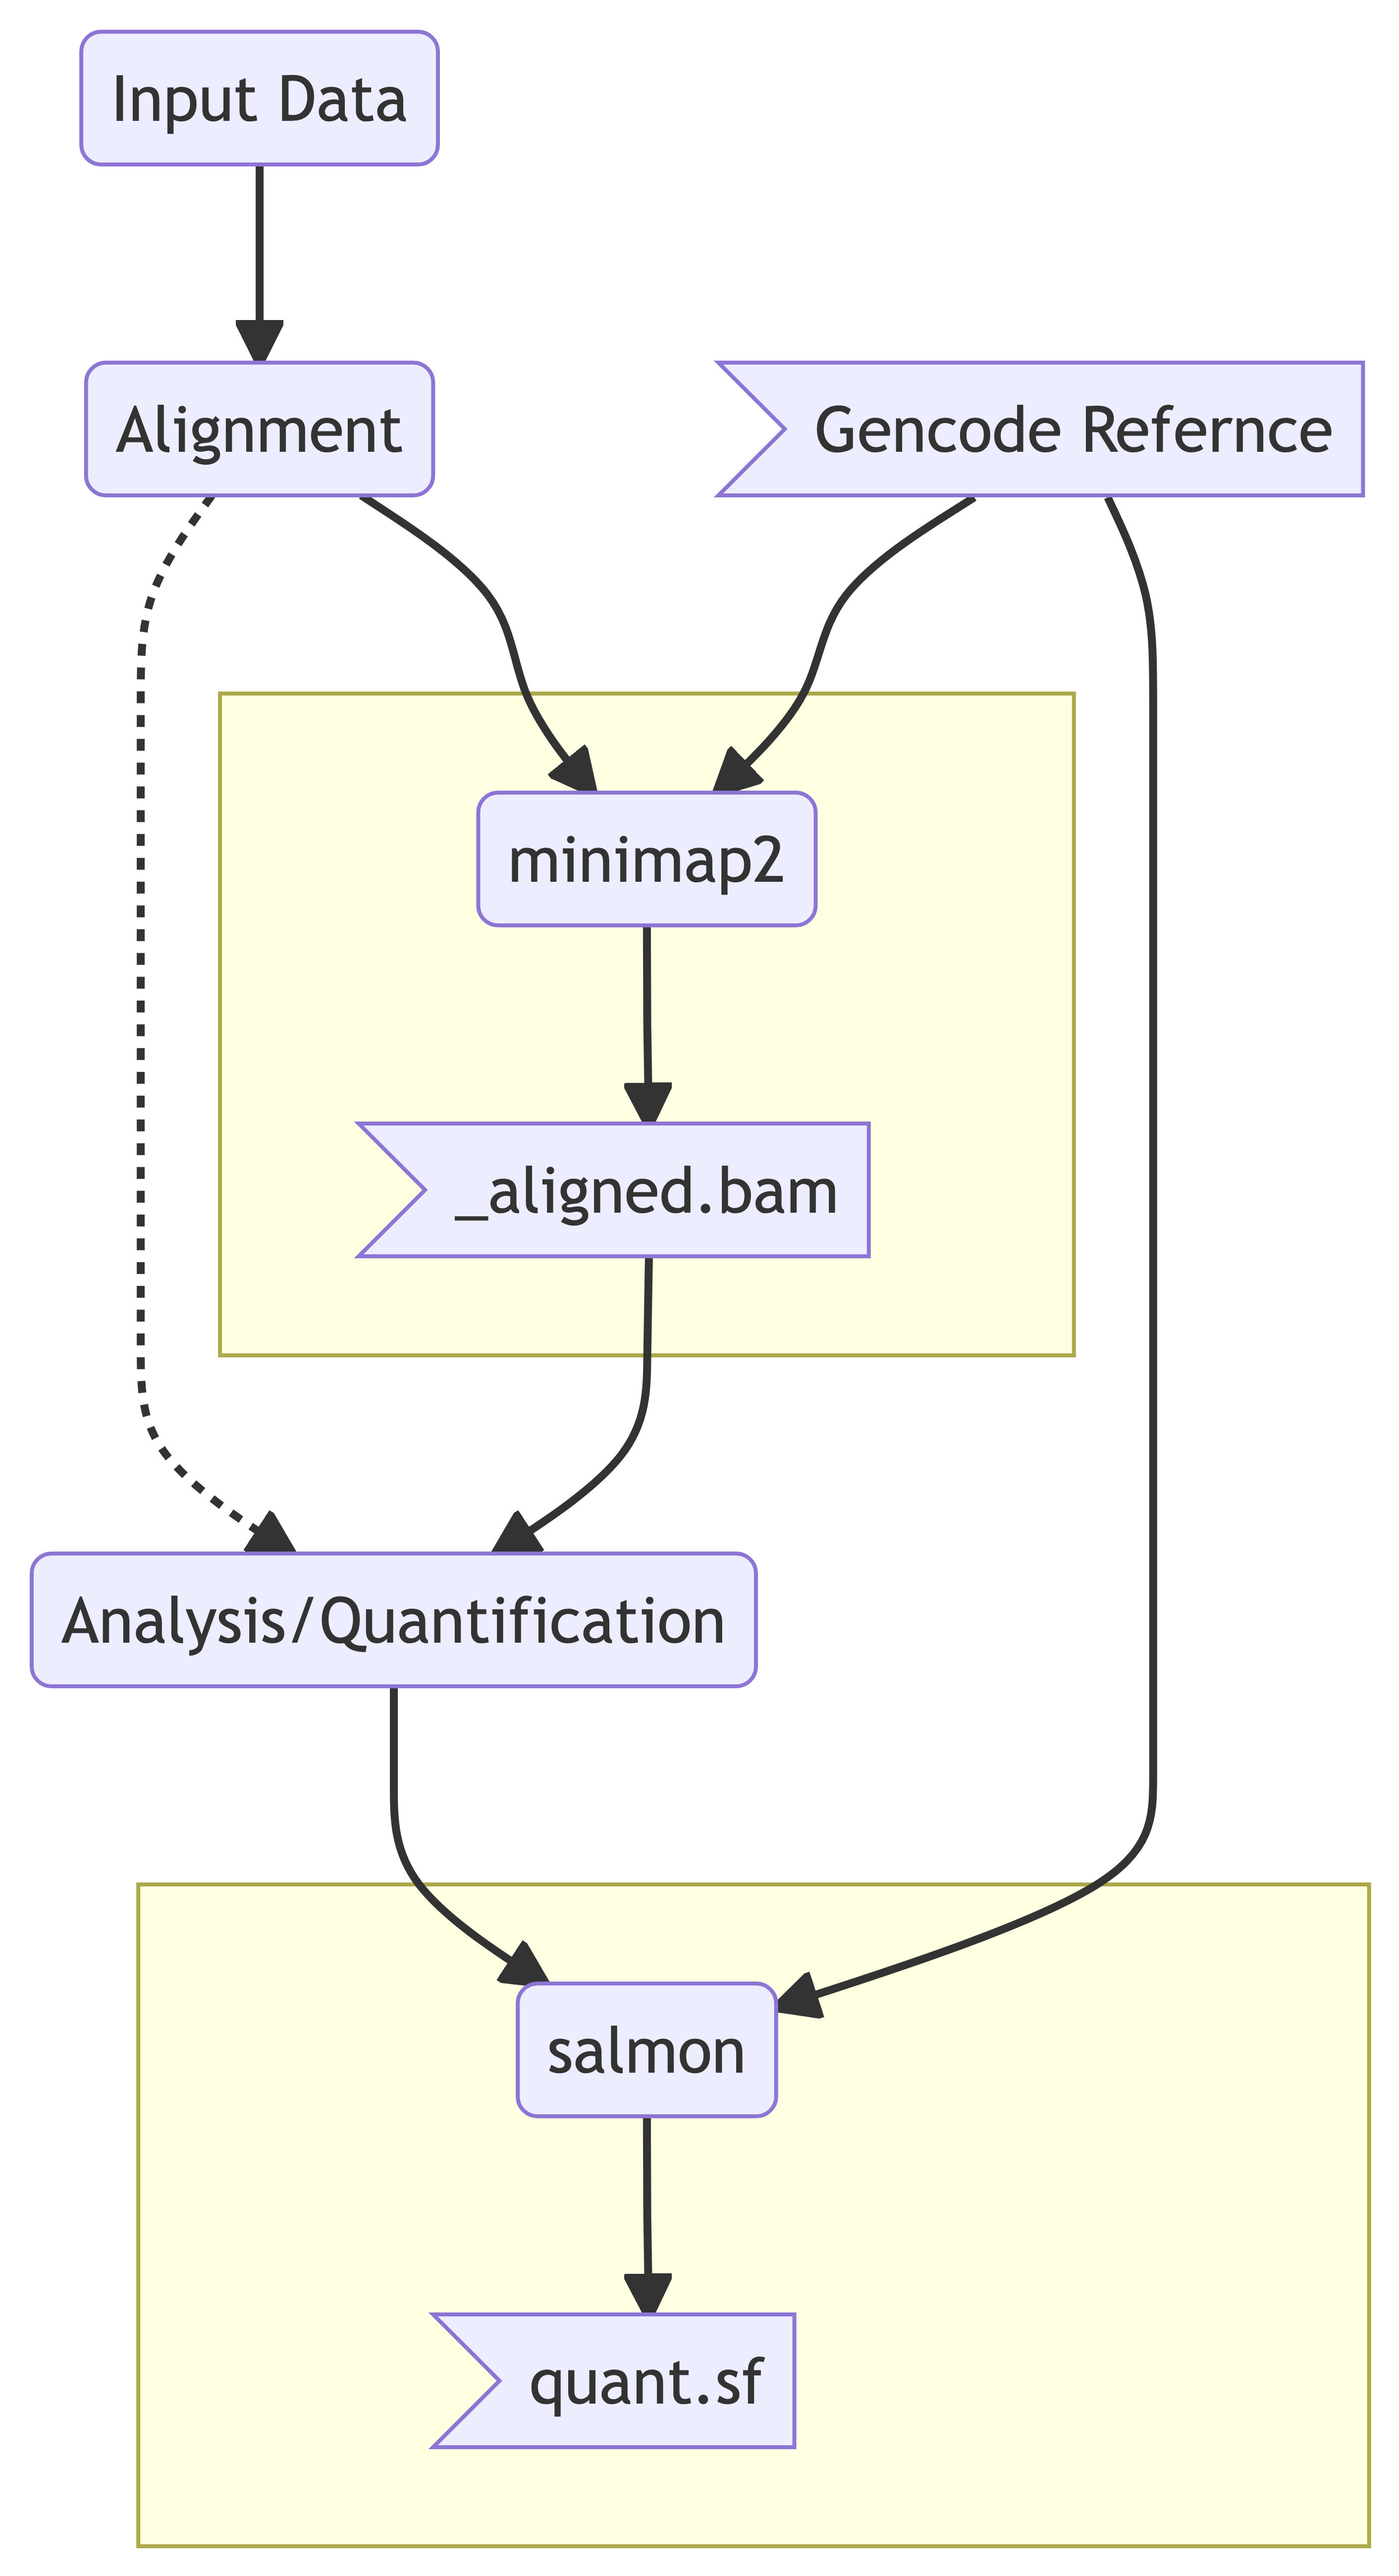 Input Data
Alignment
Gencode Refernce
minimap2
_aligned.bam
Analysis/Quantification
salmon
quant.sf